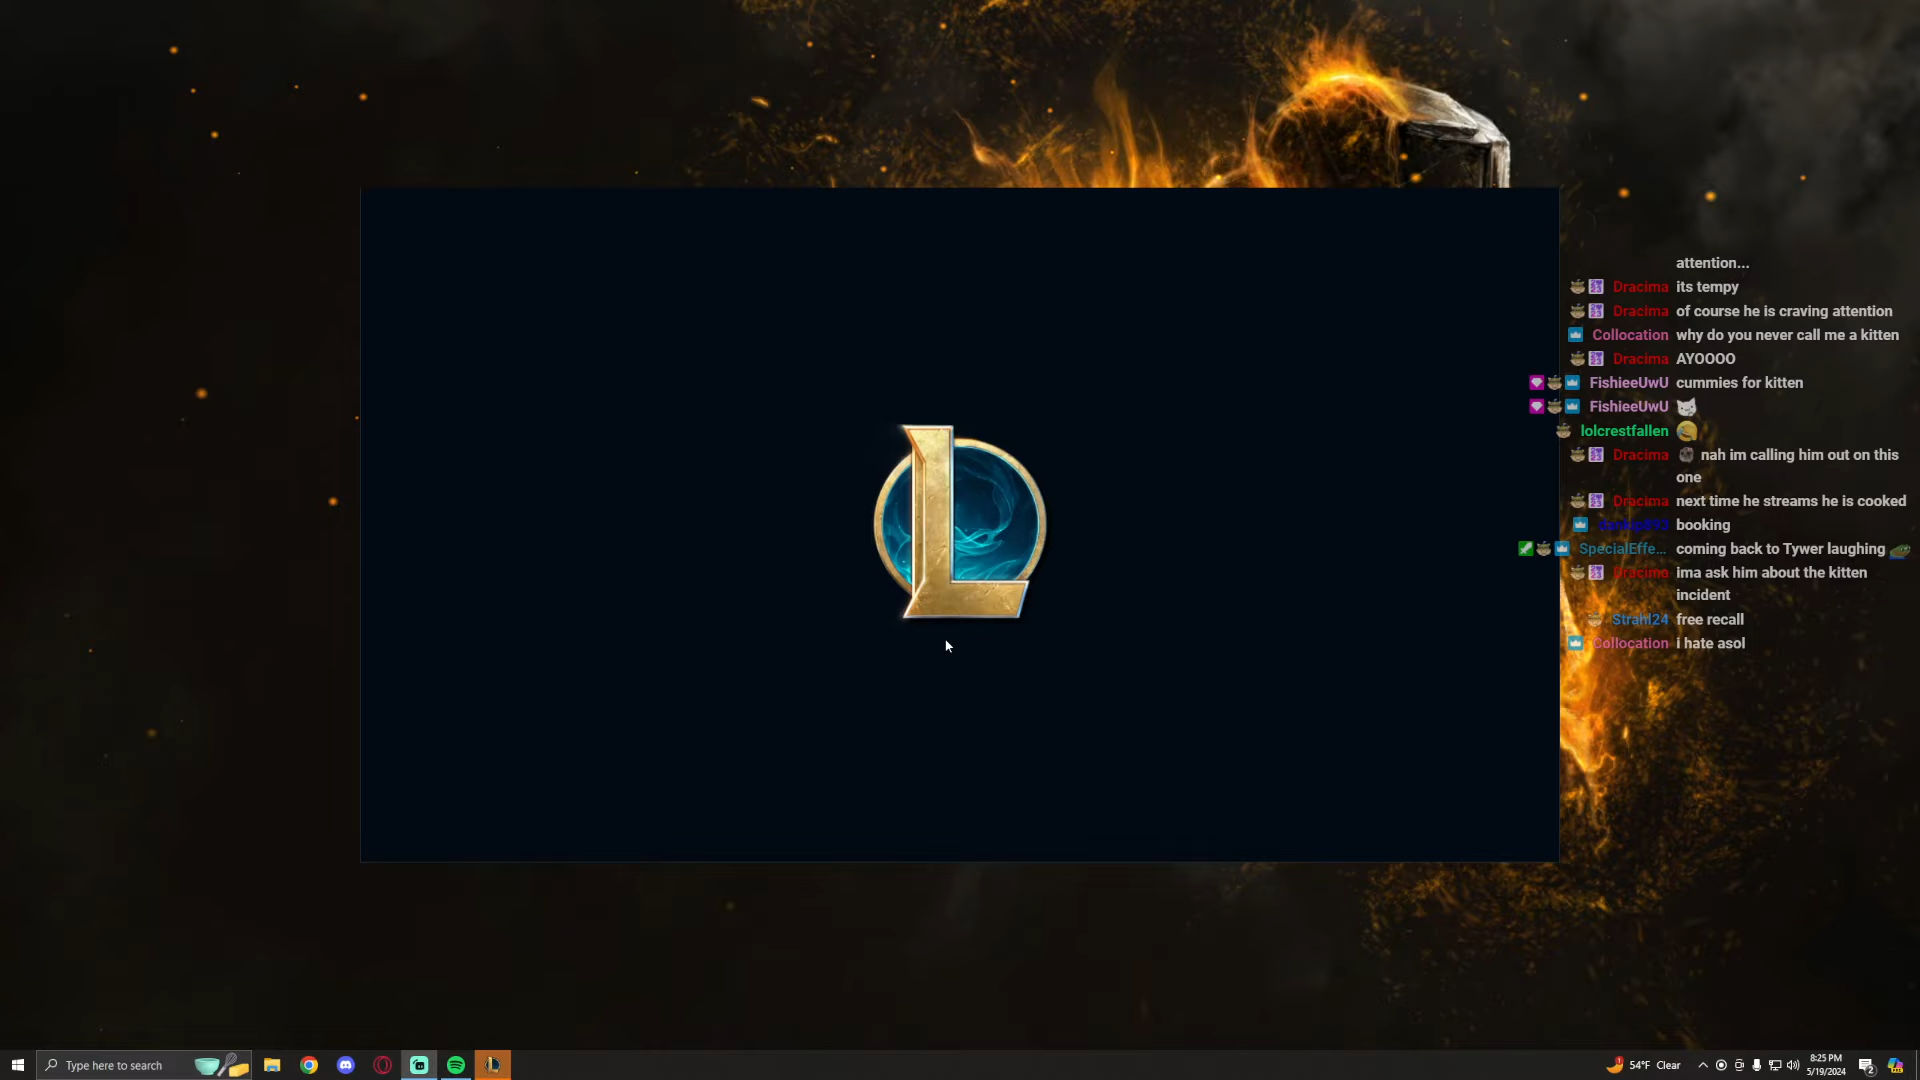 attention...
Dracima its tempy
Dracima of course he is craving attention
Collocation why do you never call me a kitten
Dracima AYOOOO
FishieeUwU cummies for kitten
FishieeUwU
lolcrestfallen
Dracima nah im calling him out on this
one
Dracima next time he streams he is cooked
booking
SpecialEffe... coming back to Tywer laughing
Dracima ima ask him about the kitten
incident
Strahl24 free recall
Collocation i hate asol
L
Type here to search
1
54°F Clear
8:25 PM
5/19/2024
2